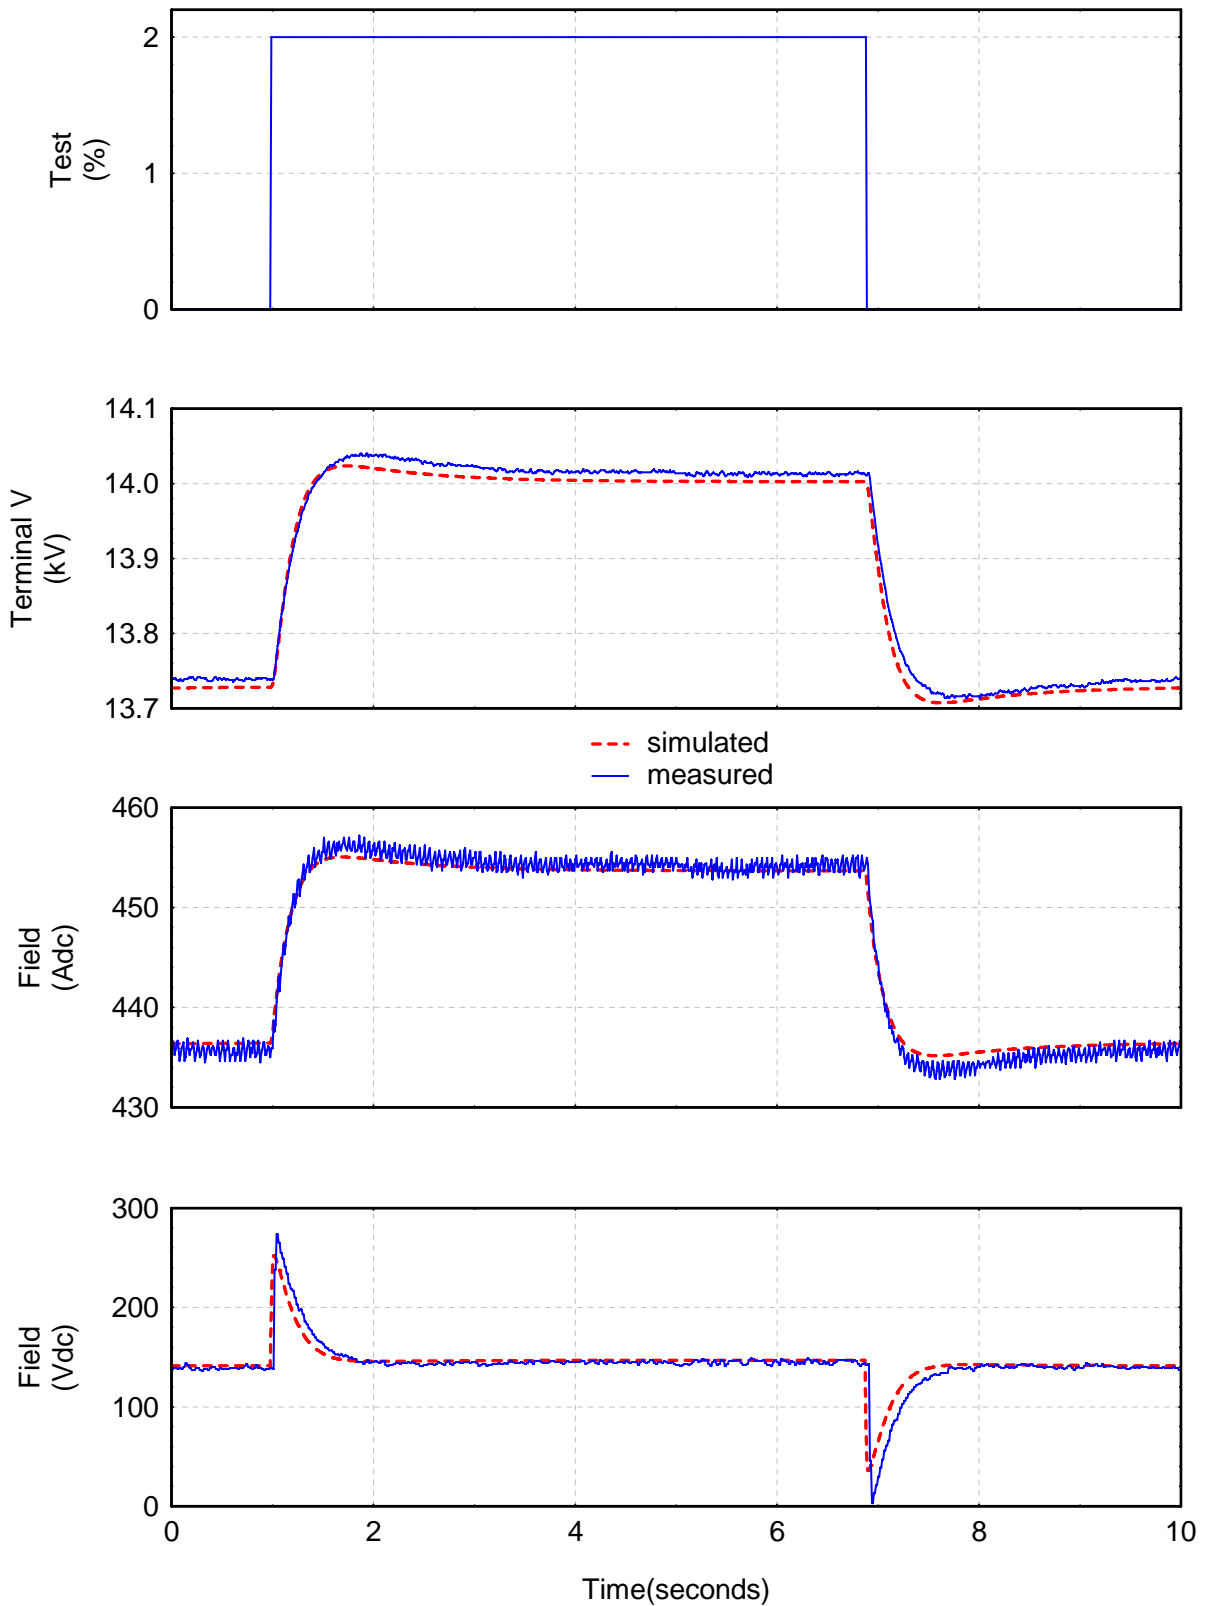 2
Test
(%)
1
0
14.1
14.0
Terminal V
(kV)
13.9
13.8
13.7
simulated
measured
460
450
Field
(Adc)
440
430
300
200
Field
(Vdc)
100
0
0 2 4 6 8 10
Time(seconds)